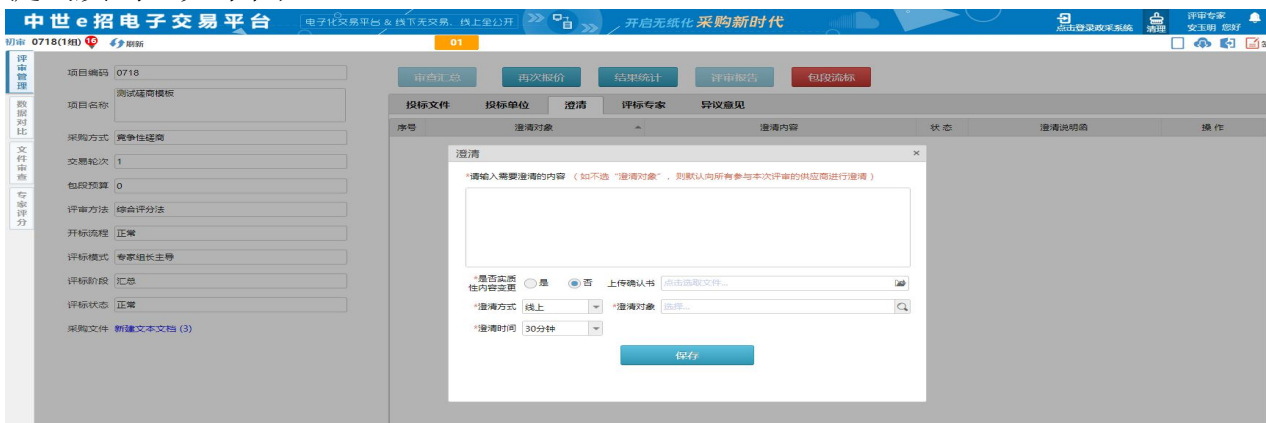 中世e招电子交易平台 电子化交易平台 & 线下无交易、线上全公开 开启无纸化 采购新时代 点击登录政采系统 清理 评审专家 安玉明 您好
初审 0718(1组) 16 刷新 01
评审管理
数据对比
文件审查
专家评分
项目编码 0718
项目名称 测试磋商模板
采购方式 竞争性磋商
交易轮次 1
包段预算 0
评审方法 综合评分法
开标流程 正常
评标模式 专家组长主导
评标阶段 汇总
评标状态 正常
采购文件 新建文本文档 (3)
审查汇总 再次报价 结果统计 评审报告 包段流标
投标文件 投标单位 澄清 评标专家 异议意见
序号 澄清对象 澄清内容 状态 澄清说明函 操作
澄清 ×
*请输入需要澄清的内容 (如不选“澄清对象”, 则默认向所有参与本次评审的供应商进行澄清)
*是否实质性内容变更 是 否 上传确认书 点击选取文件...
*澄清方式 线上 *澄清对象 选择...
*澄清时间 30分钟
保存